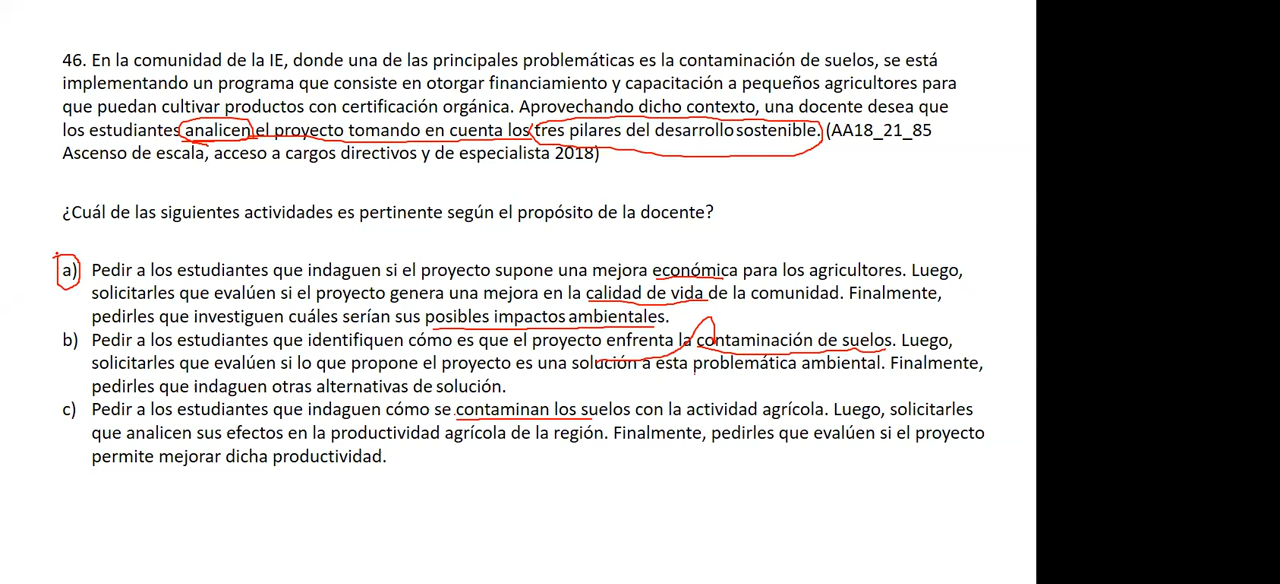 46. En la comunidad de la IE, donde una de las principales problemáticas es la contaminación de suelos, se está
implementando un programa que consiste en otorgar financiamiento y capacitación a pequeños agricultores para
que puedan cultivar productos con certificación orgánica. Aprovechando dicho contexto, una docente desea que
los estudiantes analicen el proyecto tomando en cuenta los tres pilares del desarrollo sostenible. (AA18_21_85
Ascenso de escala, acceso a cargos directivos y de especialista 2018)
¿Cuál de las siguientes actividades es pertinente según el propósito de la docente?
a) Pedir a los estudiantes que indaguen si el proyecto supone una mejora económica para los agricultores. Luego,
solicitarles que evalúen si el proyecto genera una mejora en la calidad de vida de la comunidad. Finalmente,
pedirles que investiguen cuáles serían sus posibles impactos ambientales.
b) Pedir a los estudiantes que identifiquen cómo es que el proyecto enfrenta la contaminación de suelos. Luego,
solicitarles que evalúen si lo que propone el proyecto es una solución a esta problemática ambiental. Finalmente,
pedirles que indaguen otras alternativas de solución.
c) Pedir a los estudiantes que indaguen cómo se contaminan los suelos con la actividad agrícola. Luego, solicitarles
que analicen sus efectos en la productividad agrícola de la región. Finalmente, pedirles que evalúen si el proyecto
permite mejorar dicha productividad.